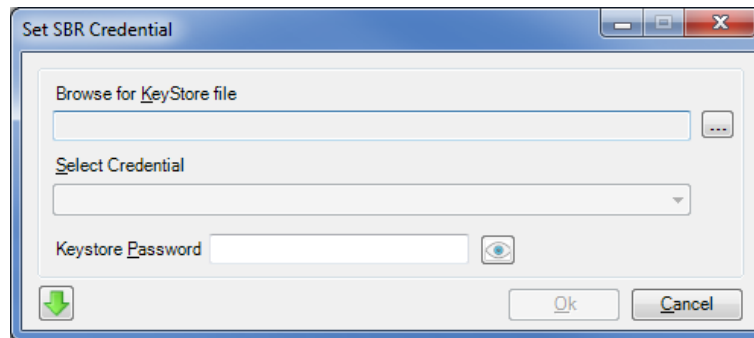 Set SBR Credential
Browse for KeyStore file
...
Select Credential
Keystore Password
Ok
Cancel